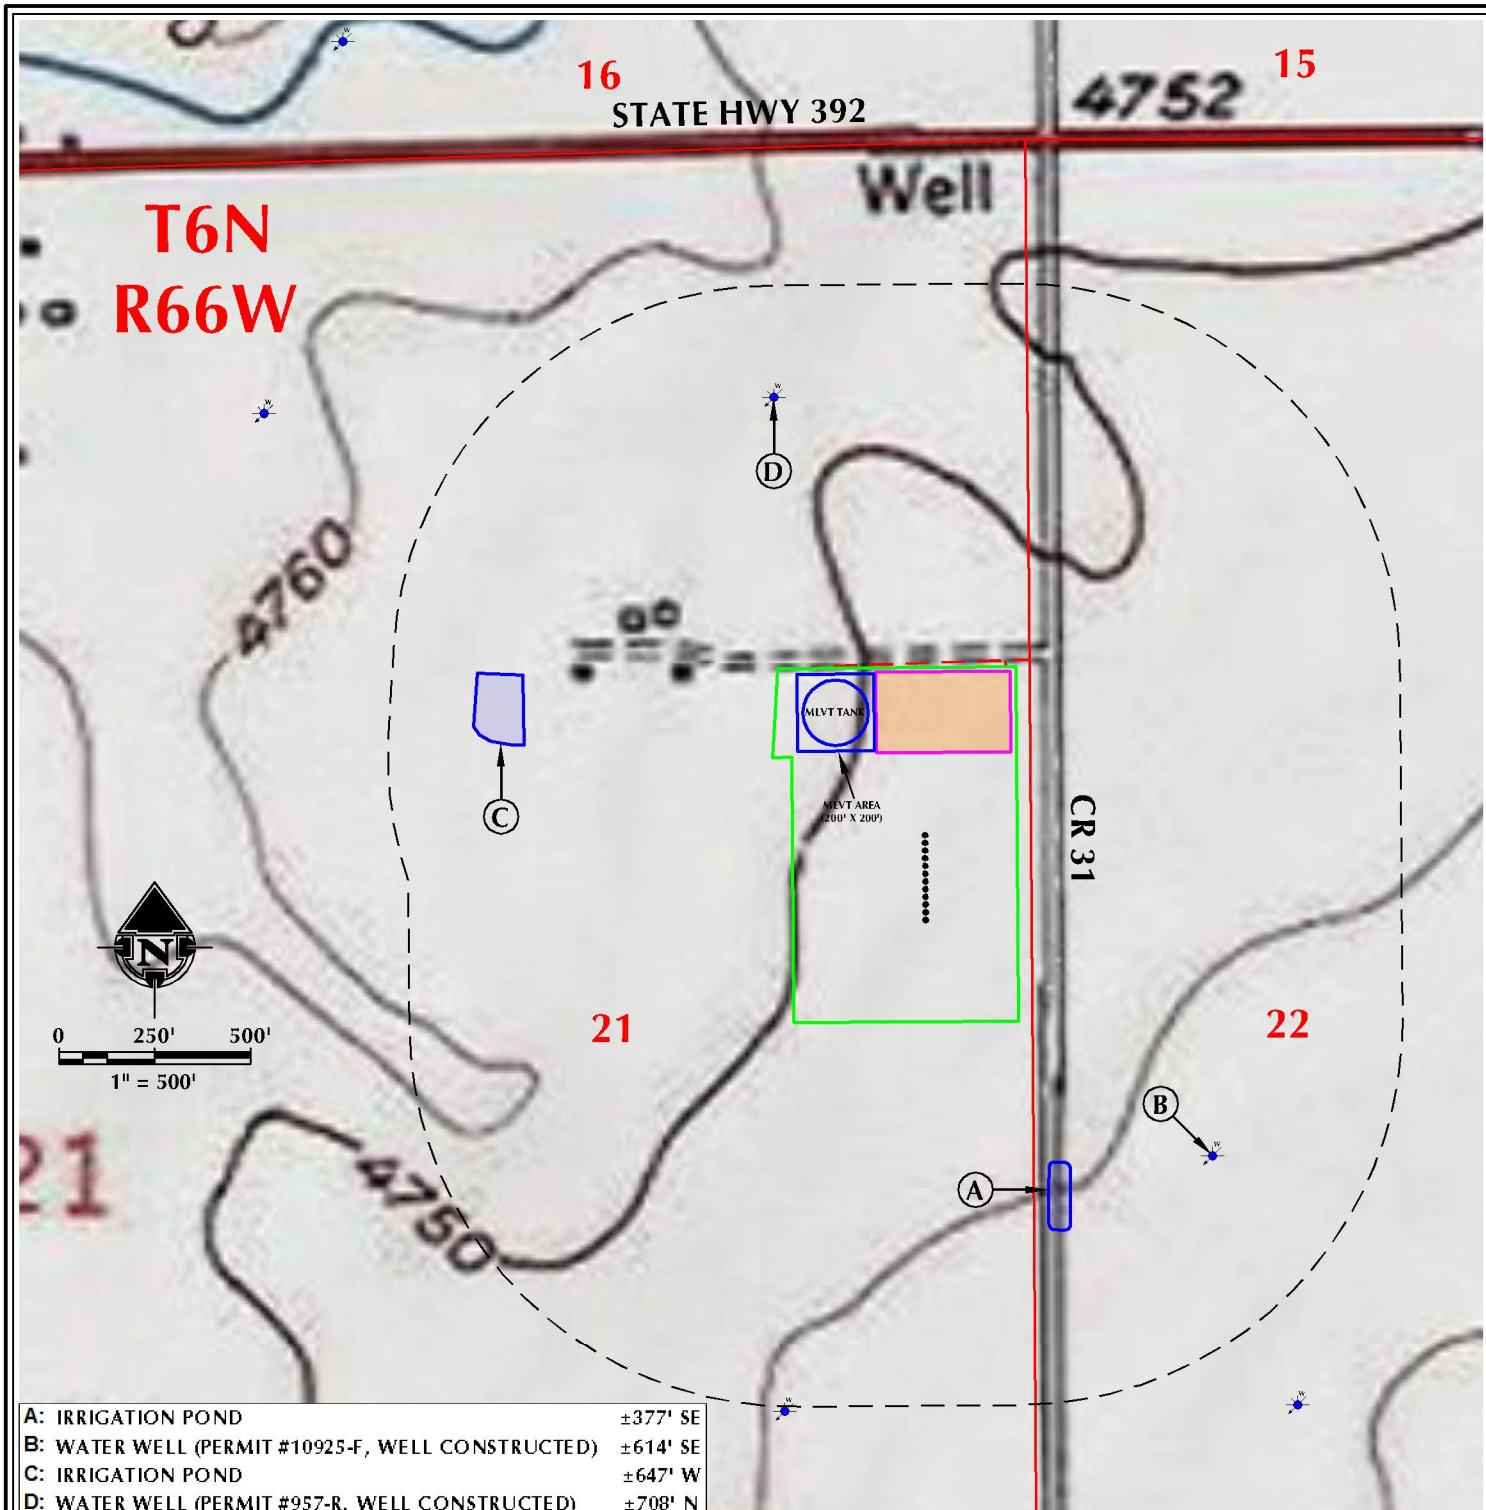 16
15
STATE HWY 392
4752
Well
T6N
R66W
W
W
W
D
4760
MLVT TANK
C
MLVT AREA
(200' X 200')
CR 31
N
0 250' 500'
1" = 500'
21
22
B
W
A
21
4750
W
W
A: IRRIGATION POND ±377' SE
B: WATER WELL (PERMIT #10925-F, WELL CONSTRUCTED) ±614' SE
C: IRRIGATION POND ±647' W
D: WATER WELL (PERMIT #957-R, WELL CONSTRUCTED) ±708' N